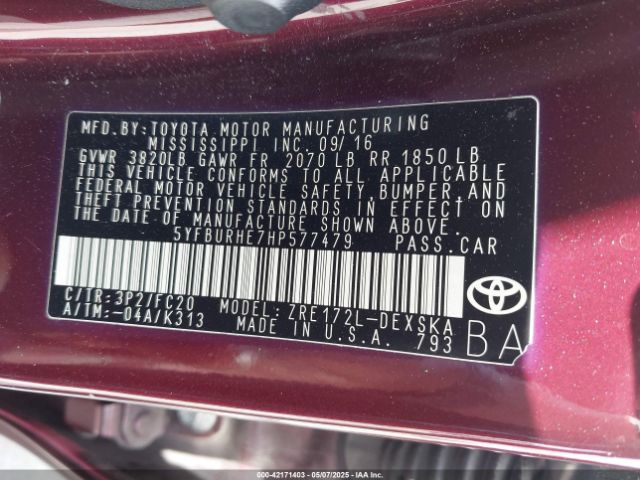 MFD. BY: TOYOTA MOTOR MANUFACTURING
MISSISSIPPI INC. 09/16
GVWR 3820LB GAWR FR 2070 LB RR 1850 LB
THIS VEHICLE CONFORMS TO ALL APPLICABLE
FEDERAL MOTOR VEHICLE SAFETY, BUMPER, AND
THEFT PREVENTION STANDARDS IN EFFECT ON
THE DATE OF MANUFACTURE SHOWN ABOVE.
5YFBURHE7HP577479 PASS. CAR
C/TR: 3P2/FC20 MODEL: ZRE172L-DEXSKA
A/TM: -04A/K313 MADE IN U.S.A. 793
BA
000-42171403 - 05/07/2025 - IAA Inc.